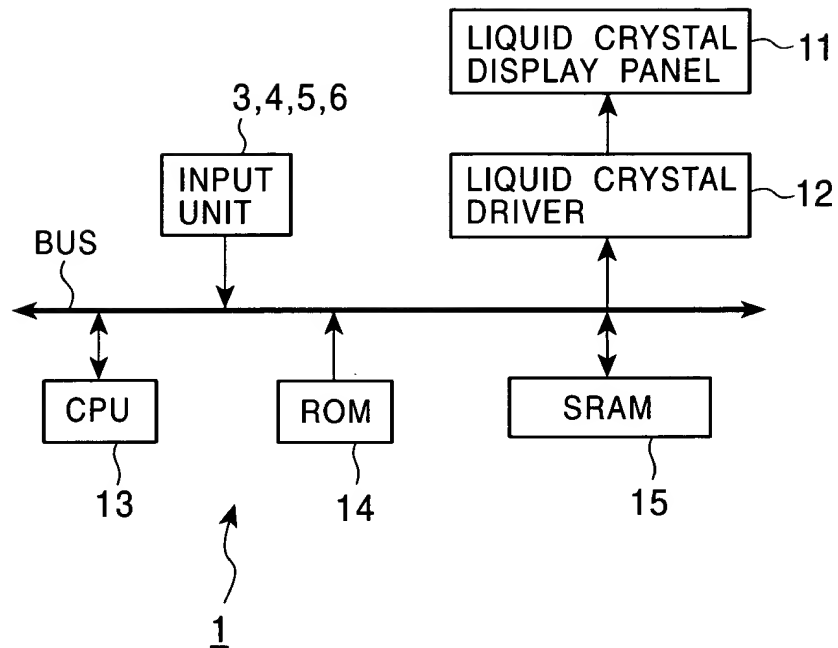 LIQUID CRYSTAL
DISPLAY PANEL
11
3,4,5,6
INPUT
UNIT
LIQUID CRYSTAL
DRIVER
12
BUS
CPU
ROM
SRAM
13
14
15
1